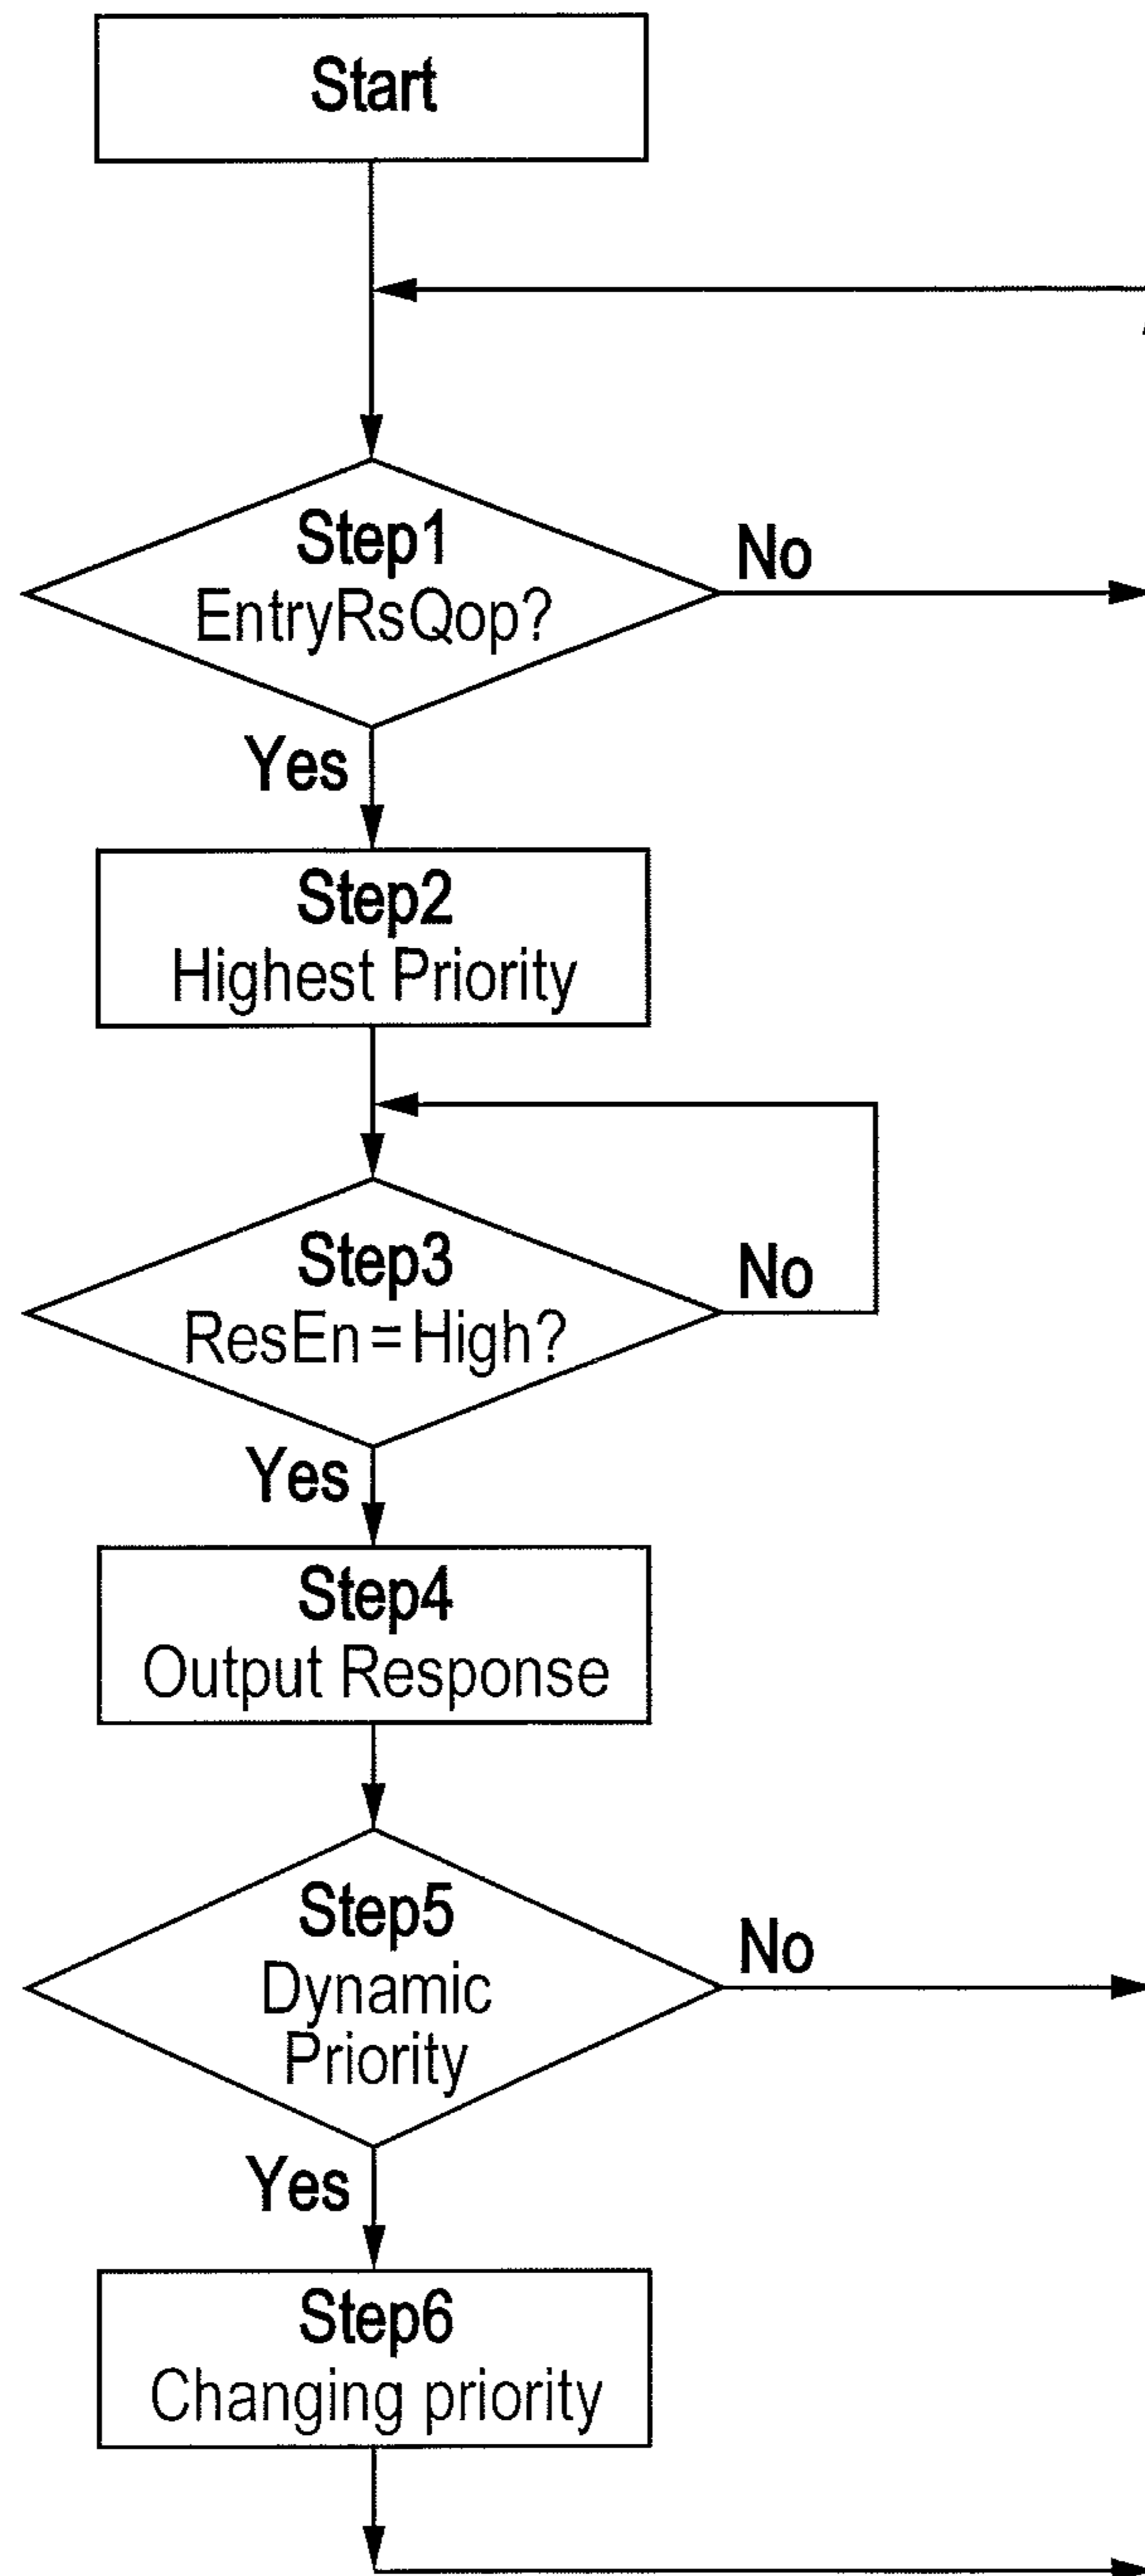 Start
Step1
EntryRsQop?
No
Yes
Step2
Highest Priority
Step3
ResEn=High?
No
Yes
Step4
Output Response
Step5
Dynamic
Priority
No
Yes
Step6
Changing priority